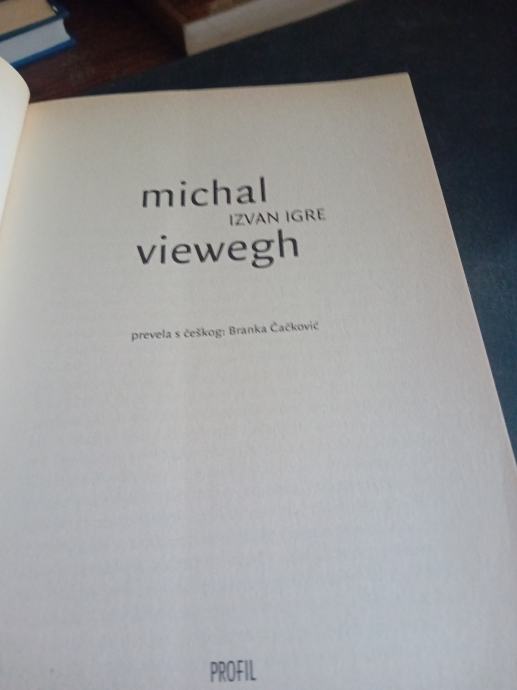 michal
IZVAN IGRE
viewegh
prevela s češkog: Branka Čačković
PROFIL